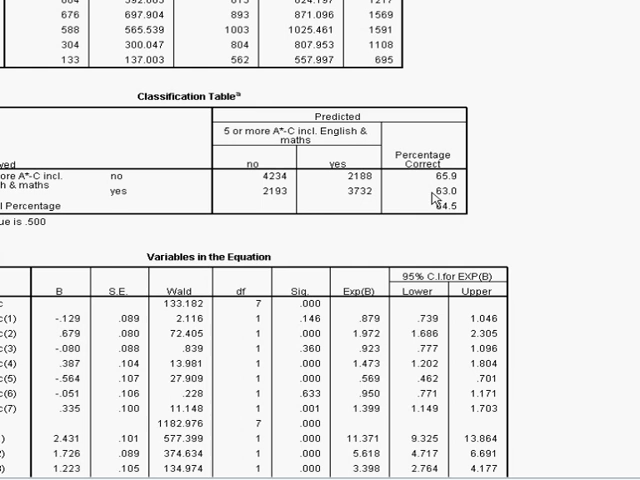 676 697.904 893 871.096 1569
588 565.539 1003 1025.461 1591
304 300.047 804 807.953 1108
133 137.003 562 557.997 695
Classification Tableᵃ
Predicted
5 or more A*-C incl. English &
maths
Percentage
Correct
ved no yes
ore A*-C incl. no 4234 2188 65.9
h & maths
yes 2193 3732 63.0
l Percentage 64.5
ue is .500
Variables in the Equation
95% C.I.for EXP(B)
B S.E. Wald df Sig. Exp(B) Lower Upper
c 133.182 7 .000
c(1) -.129 .089 2.116 1 .146 .879 .739 1.046
c(2) .679 .080 72.405 1 .000 1.972 1.686 2.305
c(3) -.080 .088 .839 1 .360 .923 .777 1.096
c(4) .387 .104 13.981 1 .000 1.473 1.202 1.804
c(5) -.564 .107 27.909 1 .000 .569 .462 .701
c(6) -.051 .106 .228 1 .633 .950 .771 1.171
c(7) .335 .100 11.148 1 .001 1.399 1.149 1.703
1182.976 7 .000
) 2.431 .101 577.399 1 .000 11.371 9.325 13.864
2) 1.726 .089 374.634 1 .000 5.618 4.717 6.691
3) 1.223 .105 134.974 1 .000 3.398 2.764 4.177